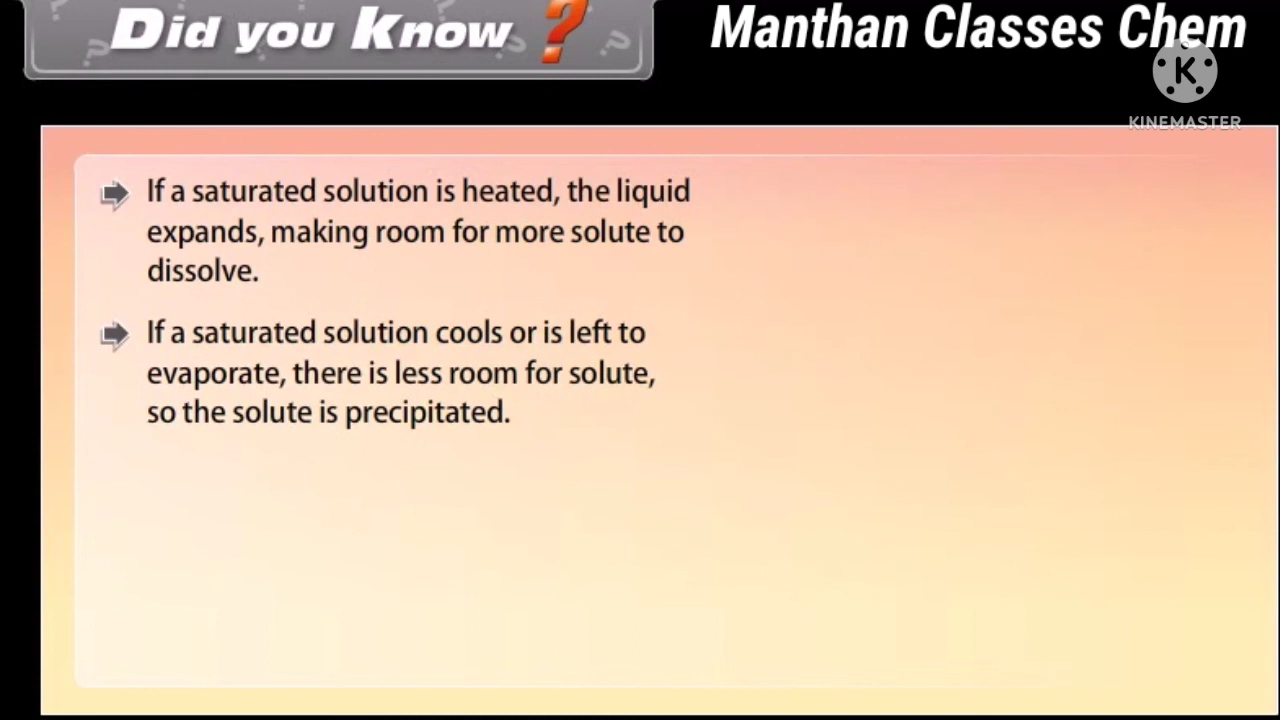 Did you Know ?
Manthan Classes Chem
K
KINEMASTER
If a saturated solution is heated, the liquid
expands, making room for more solute to
dissolve.
If a saturated solution cools or is left to
evaporate, there is less room for solute,
so the solute is precipitated.